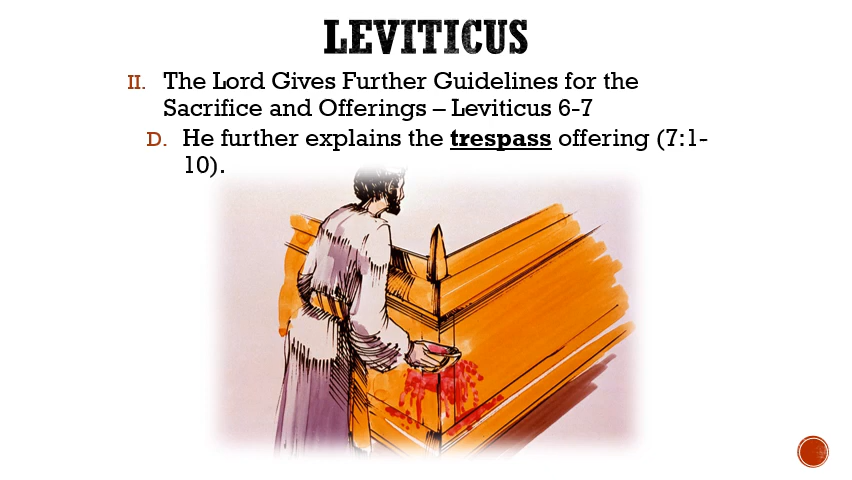 LEVITICUS
II. The Lord Gives Further Guidelines for the
Sacrifice and Offerings – Leviticus 6-7
D. He further explains the trespass offering (7:1-
10).